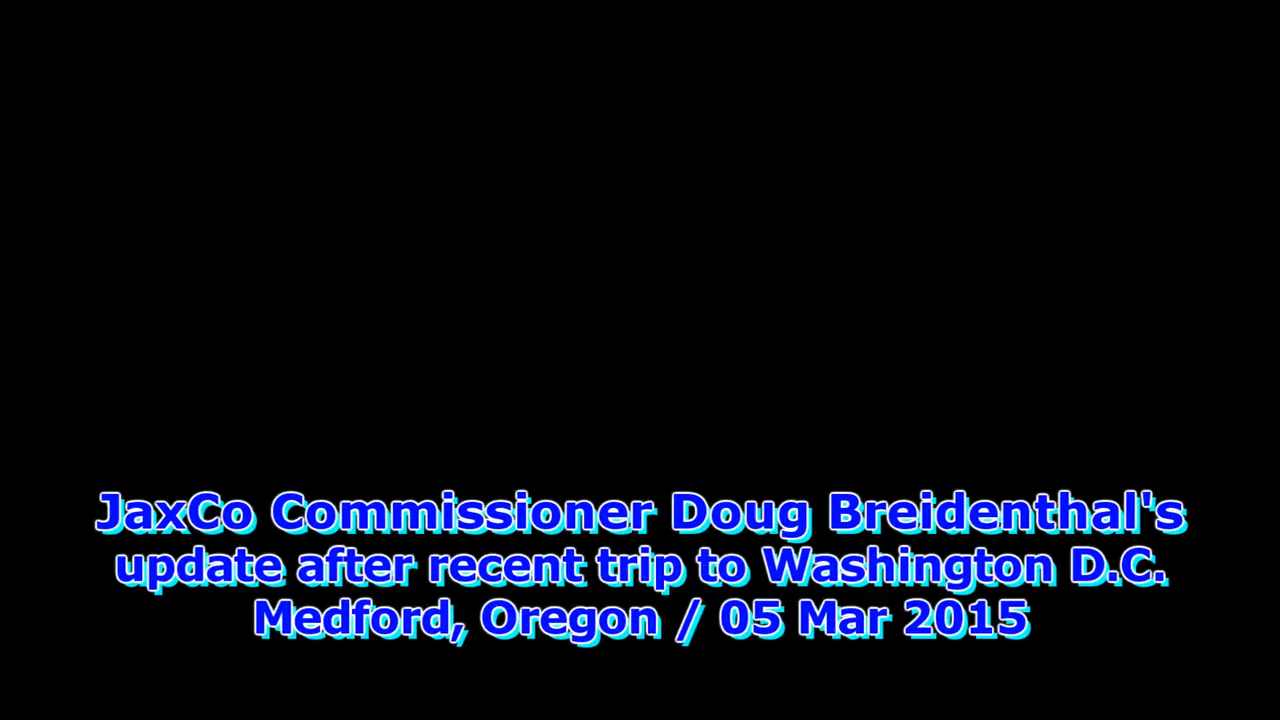 JaxCo Commissioner Doug Breidenthal's
update after recent trip to Washington D.C.
Medford, Oregon / 05 Mar 2015